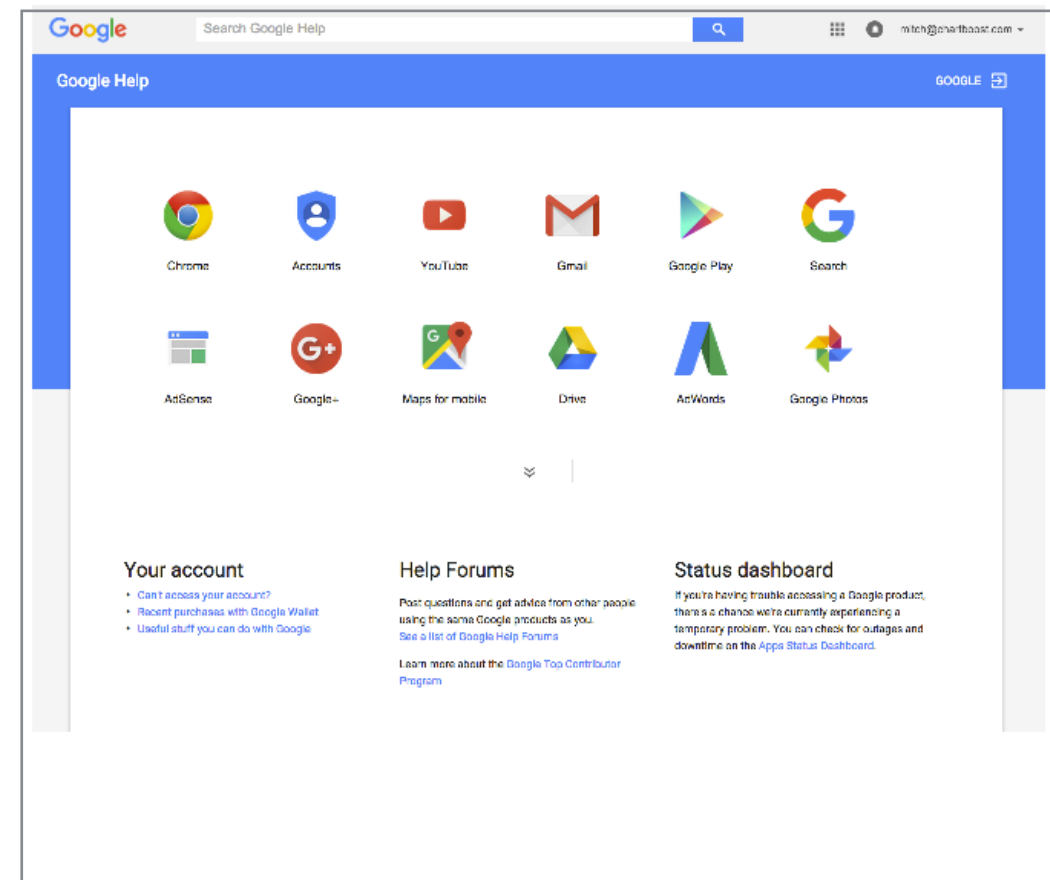 Google
Search Google Help
mitch@chartboost.com
Google Help
GOOGLE
Chrome
Accounts
YouTube
Gmail
Google Play
Search
AdSense
Google+
Maps for mobile
Drive
AdWords
Google Photos
Your account
• Can't access your account?
• Recent purchases with Google Wallet
• Useful stuff you can do with Google
Help Forums
Post questions and get advice from other people
using the same Google products as you.
See a list of Google Help Forums
Learn more about the Google Top Contributor
Program
Status dashboard
If you're having trouble accessing a Google product,
there's a chance we're currently experiencing a
temporary problem. You can check for outages and
downtime on the Apps Status Dashboard.